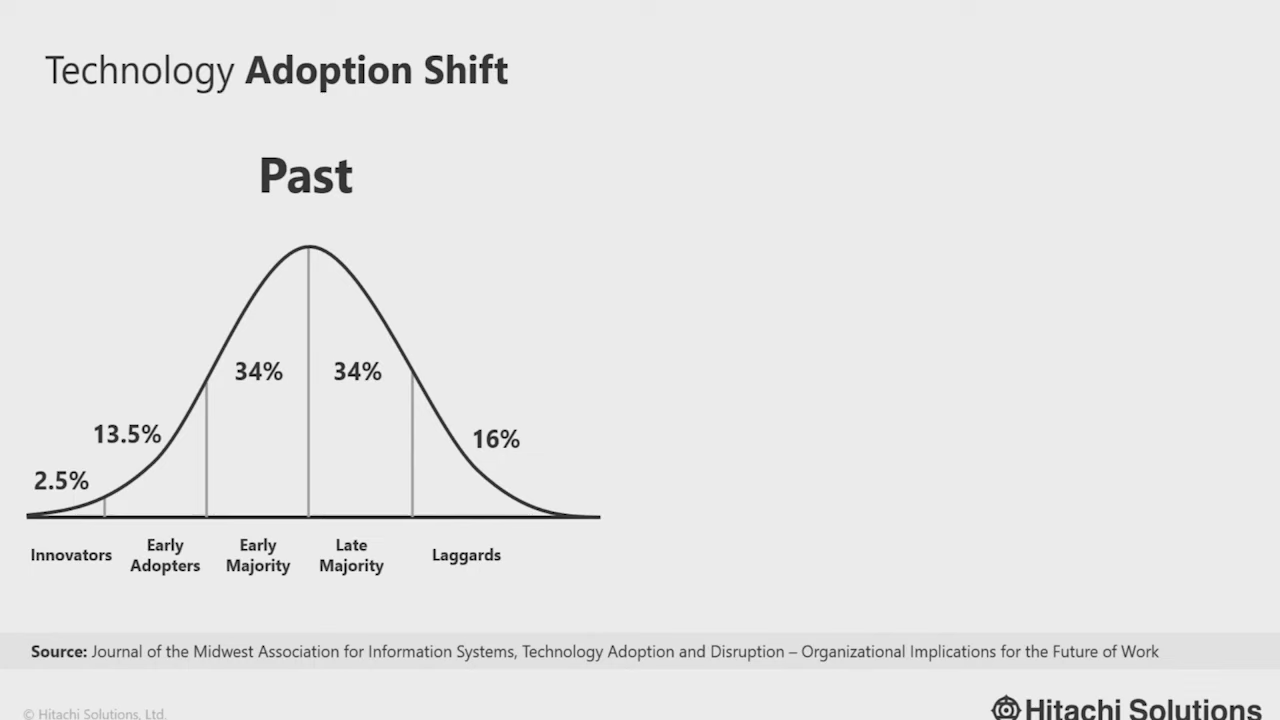 Technology Adoption Shift
Past
34%
34%
13.5%
16%
2.5%
Innovators
Early
Adopters
Early
Majority
Late
Majority
Laggards
Source: Journal of the Midwest Association for Information Systems, Technology Adoption and Disruption – Organizational Implications for the Future of Work
© Hitachi Solutions, Ltd.
Hitachi Solutions